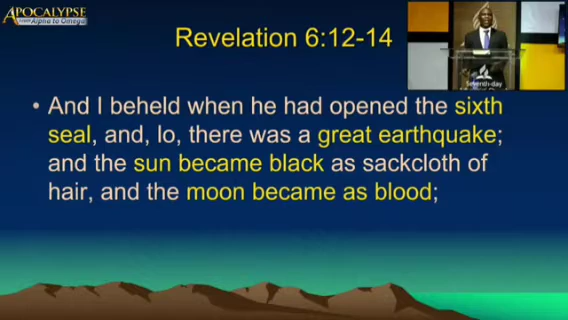 APOCALYPSE
Alpha to Omega
Revelation 6:12-14
• And I beheld when he had opened the sixth
seal, and, lo, there was a great earthquake;
and the sun became black as sackcloth of
hair, and the moon became as blood;
Seventh-day